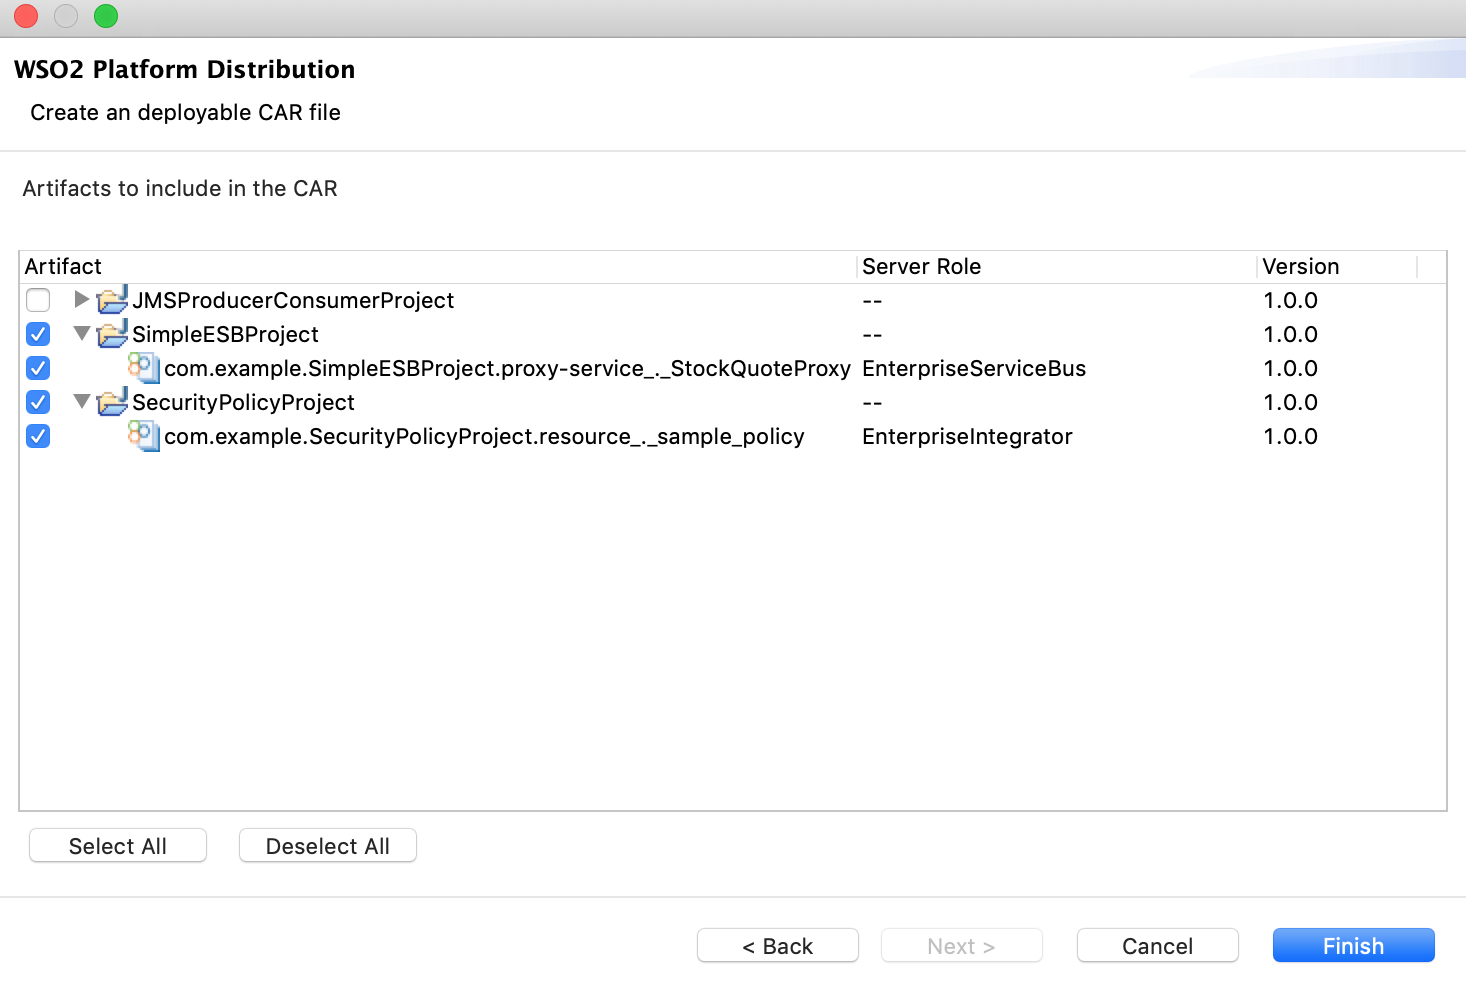 WSO2 Platform Distribution
Create an deployable CAR file
Artifacts to include in the CAR
Artifact Server Role Version
JMSProducerConsumerProject -- 1.0.0
SimpleESBProject -- 1.0.0
com.example.SimpleESBProject.proxy-service_._StockQuoteProxy EnterpriseServiceBus 1.0.0
SecurityPolicyProject -- 1.0.0
com.example.SecurityPolicyProject.resource_._sample_policy EnterpriseIntegrator 1.0.0
Select All Deselect All
< Back Next > Cancel Finish